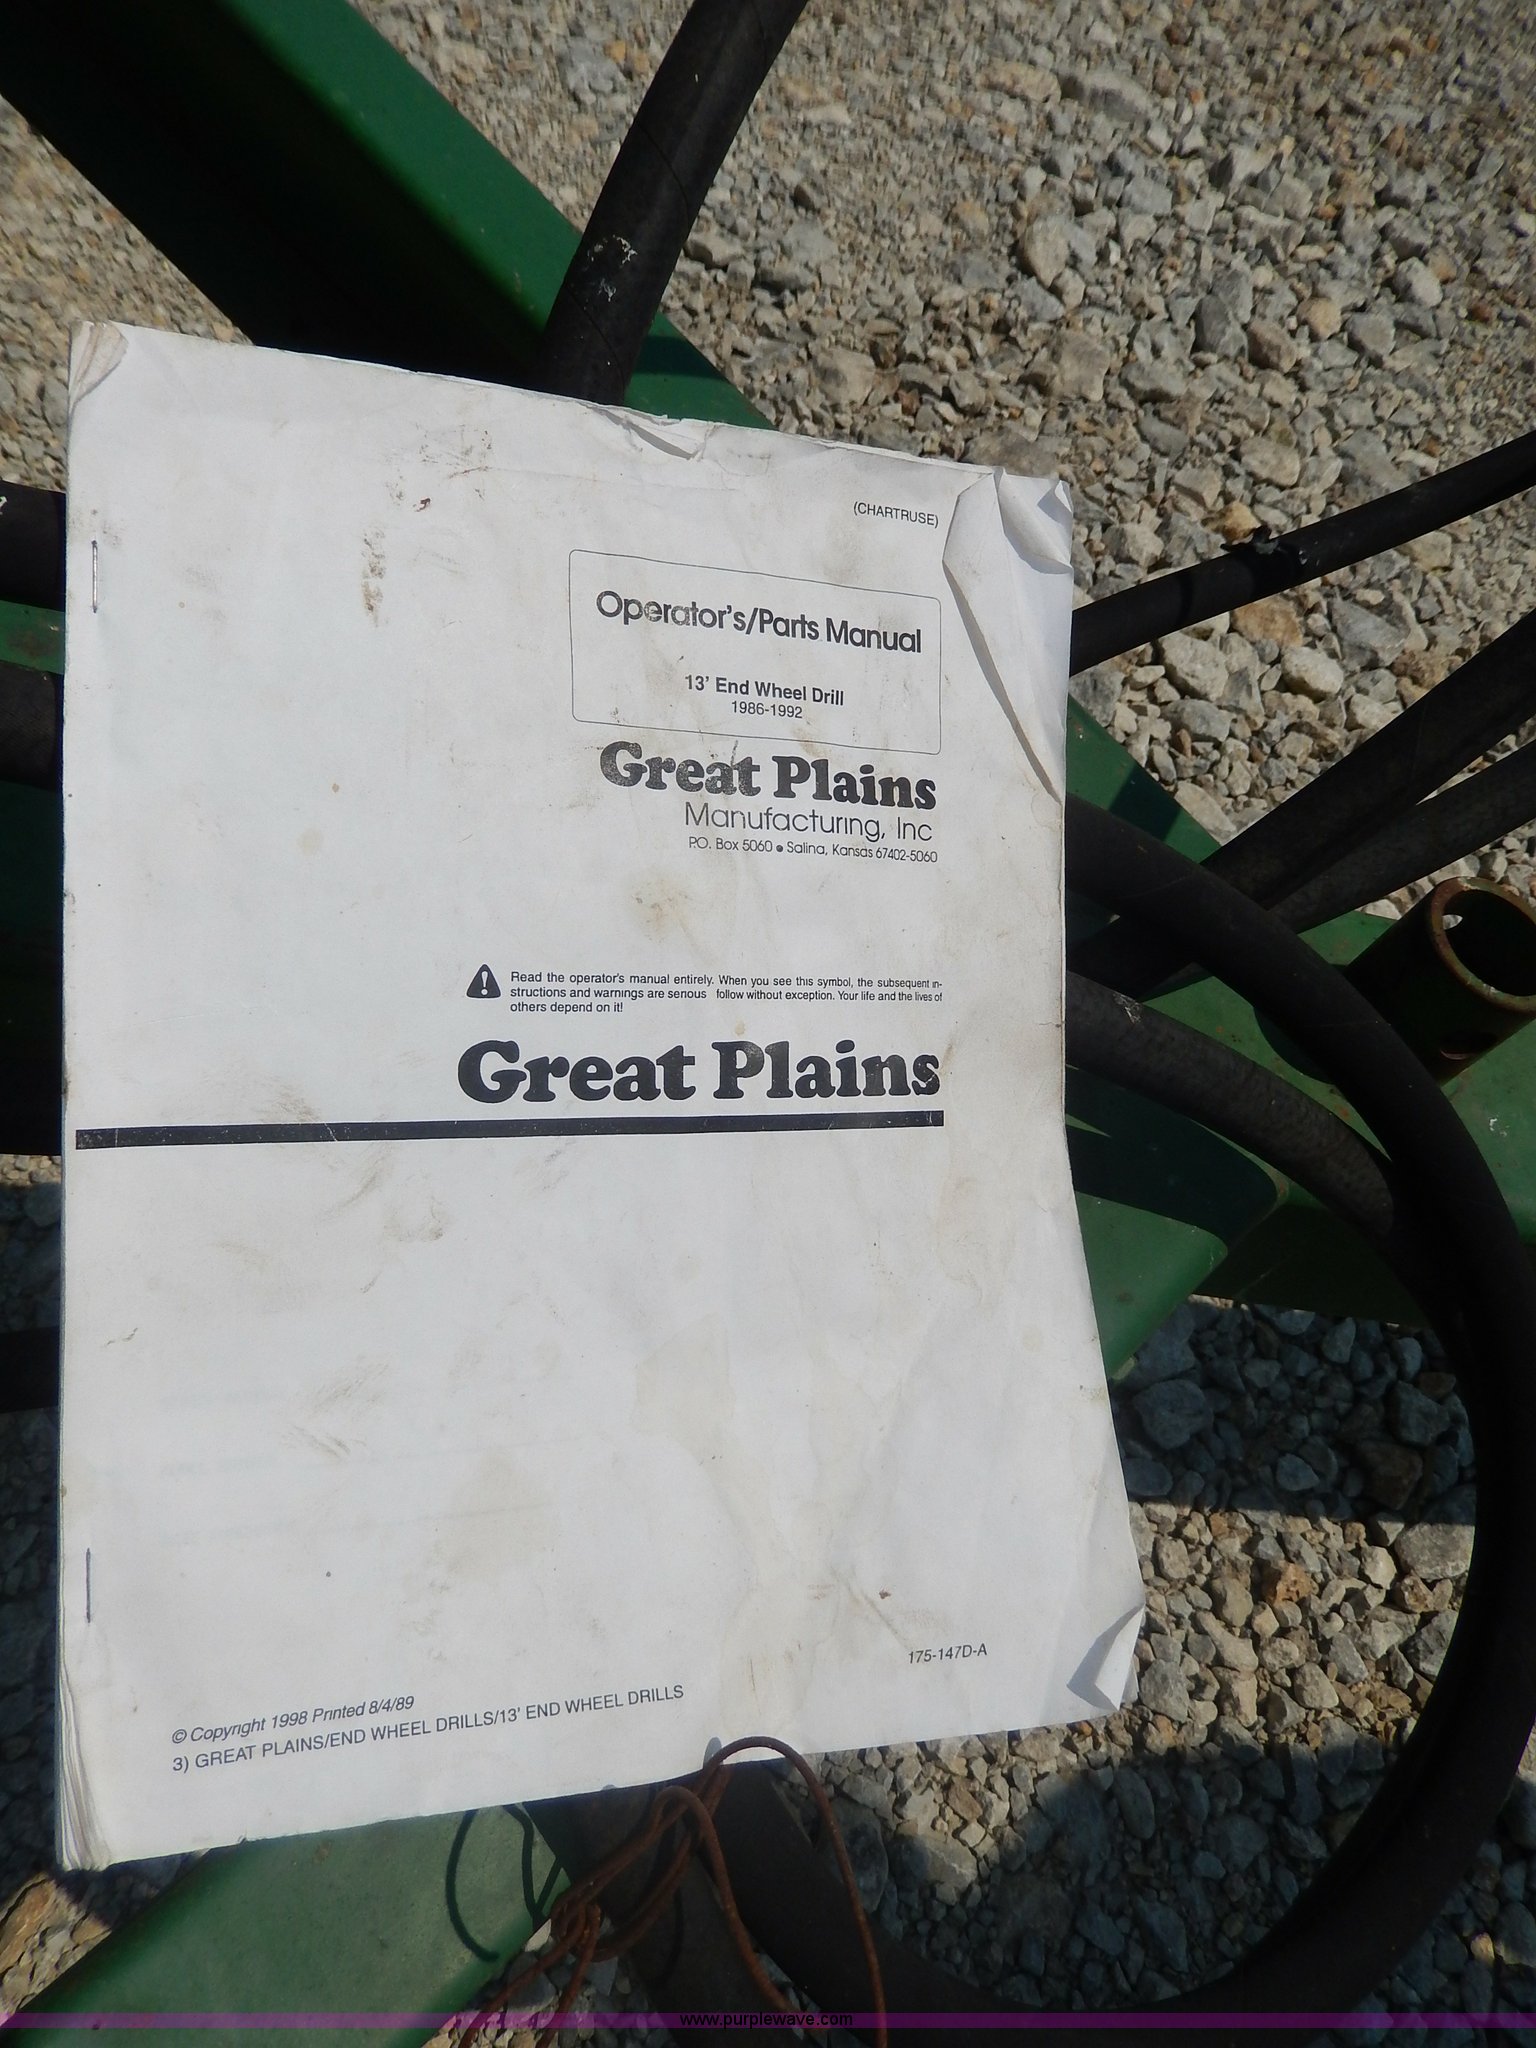 (CHARTRUSE)
Operator's/Parts Manual
13' End Wheel Drill
1986-1992
Great Plains
Manufacturing, Inc
P.O. Box 5060 ● Salina, Kansas 67402-5060
Read the operator's manual entirely. When you see this symbol, the subsequent in-
structions and warnings are serious follow without exception. Your life and the lives of
others depend on it!
Great Plains
175-147D-A
© Copyright 1998 Printed 8/4/89
3) GREAT PLAINS/END WHEEL DRILLS/13' END WHEEL DRILLS
www.purplewave.com